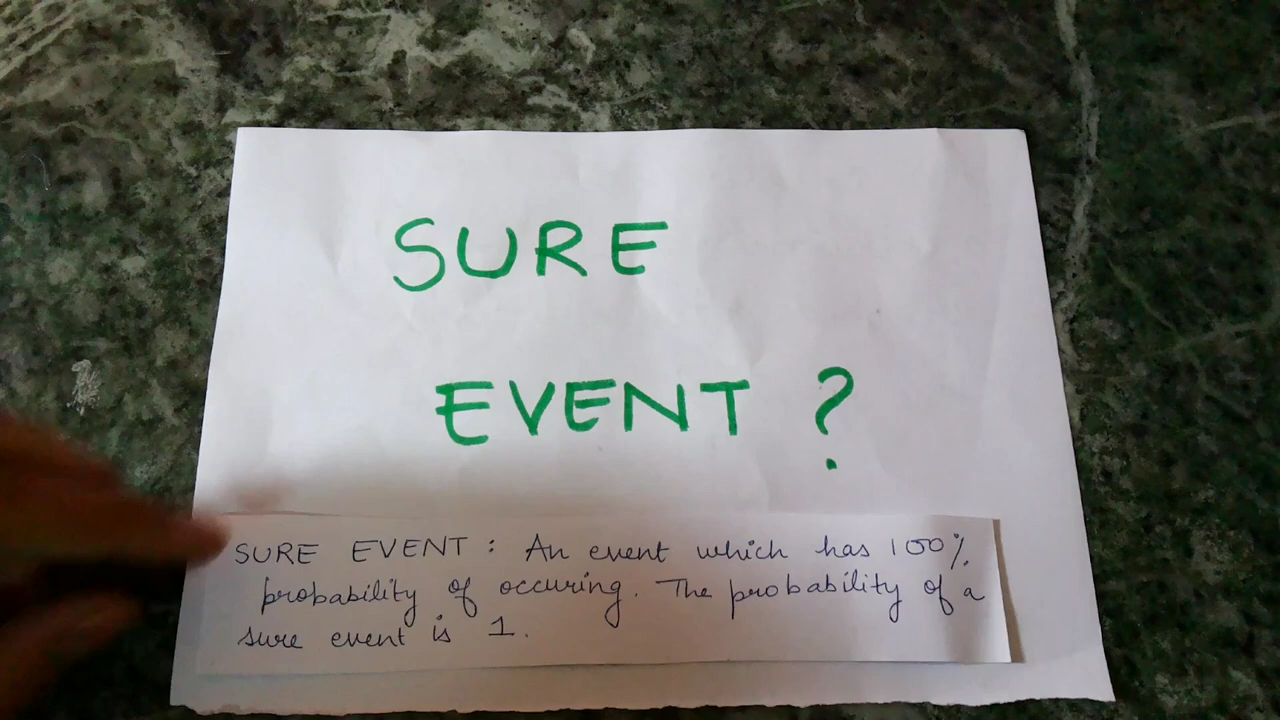 SURE
EVENT ?
SURE EVENT : An event which has 100%
probability of occuring. The probability of a
sure event is 1.